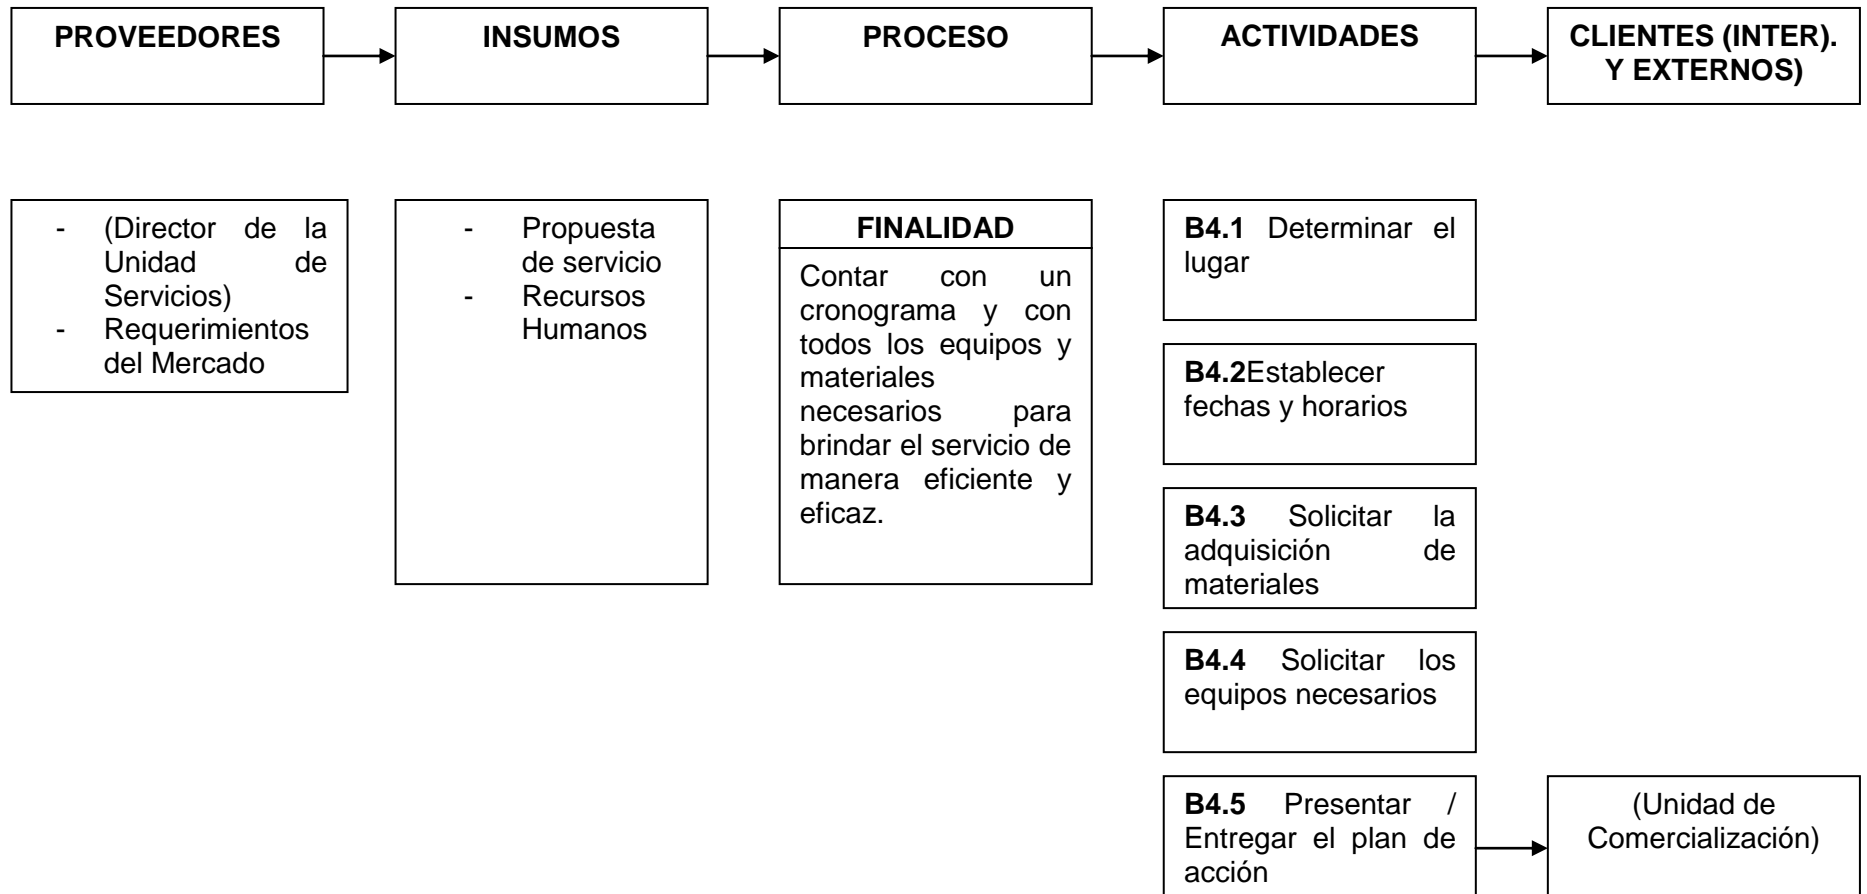 PROVEEDORES
INSUMOS
PROCESO
ACTIVIDADES
CLIENTES (INTER).
Y EXTERNOS)
- (Director de la
Unidad de
Servicios)
- Requerimientos
del Mercado
- Propuesta
de servicio
- Recursos
Humanos
FINALIDAD
Contar con un
cronograma y con
todos los equipos y
materiales
necesarios para
brindar el servicio de
manera eficiente y
eficaz.
B4.1 Determinar el
lugar
B4.2Establecer
fechas y horarios
B4.3 Solicitar la
adquisición de
materiales
B4.4 Solicitar los
equipos necesarios
B4.5 Presentar /
Entregar el plan de
acción
(Unidad de
Comercialización)